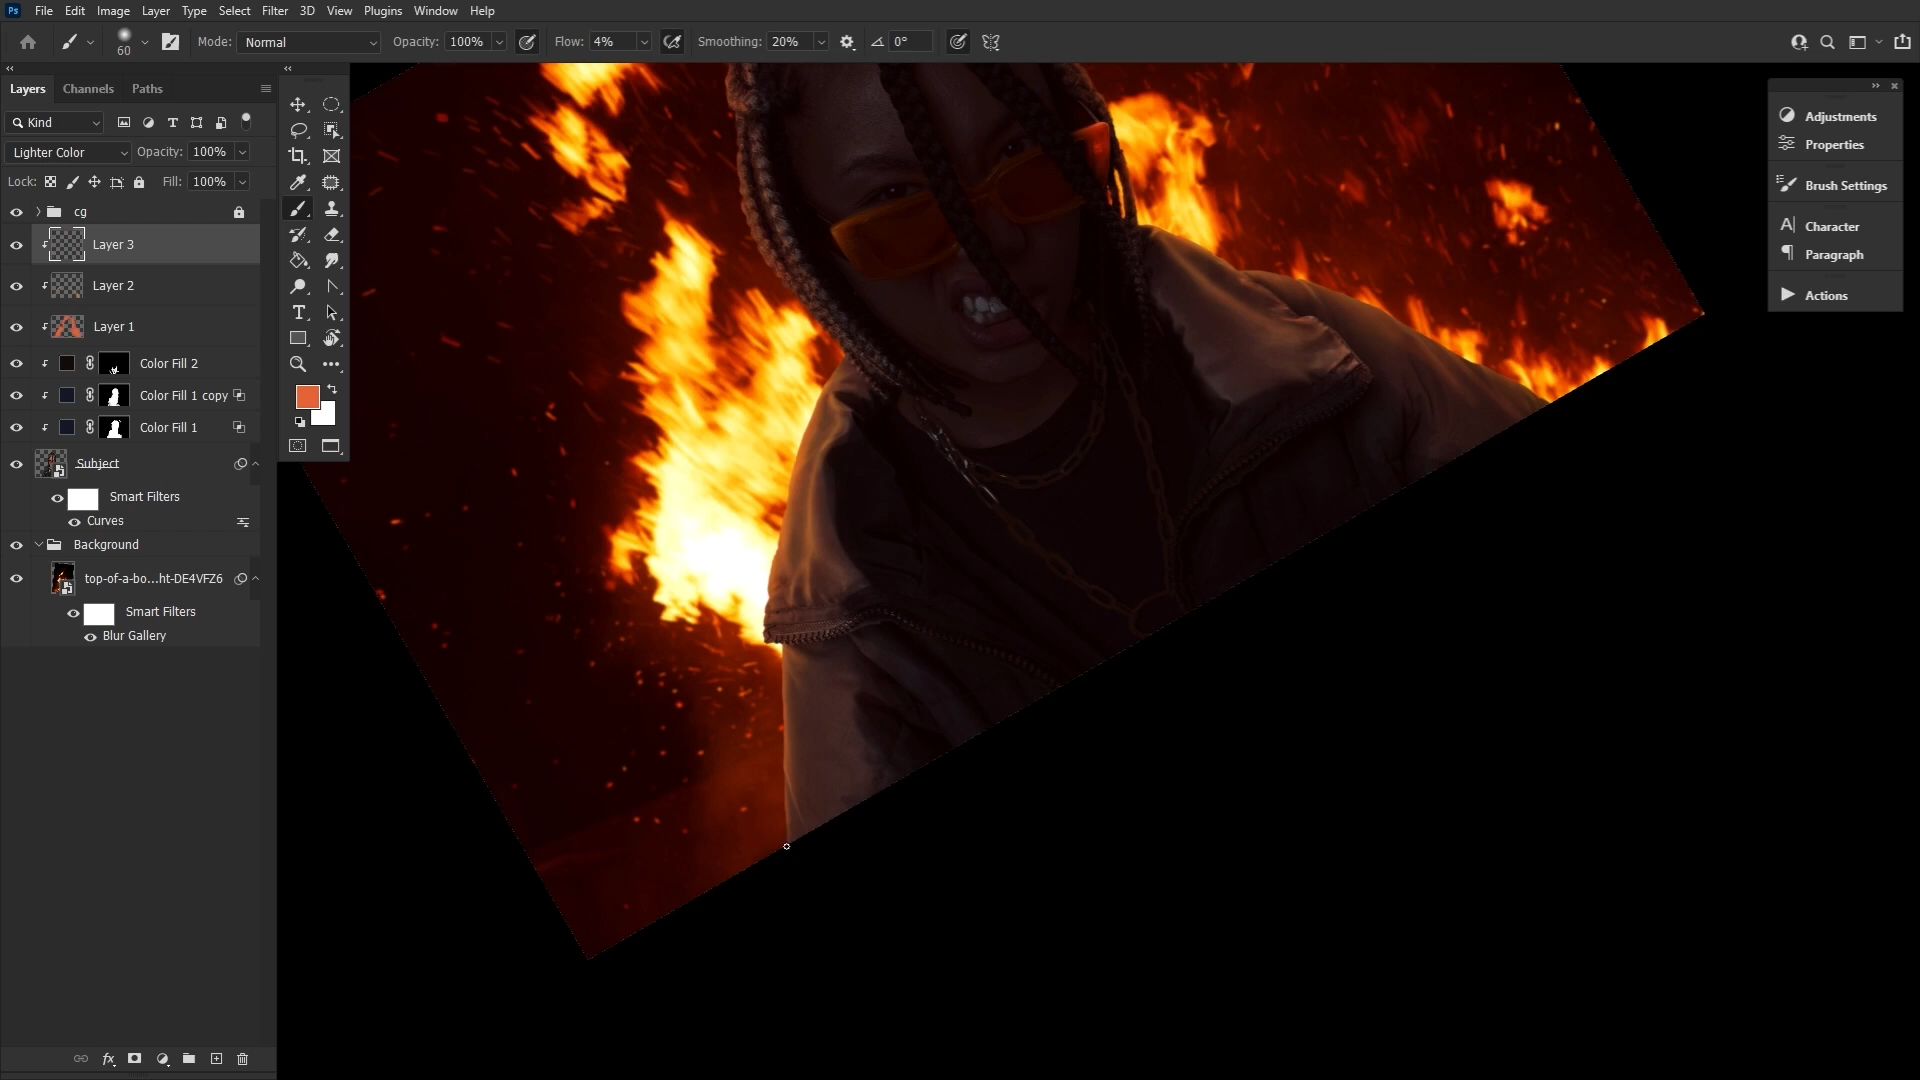 Ps File Edit Image Layer Type Select Filter 3D View Plugins Window Help
60 Mode: Normal Opacity: 100% Flow: 4% Smoothing: 20% 0°
Layers Channels Paths
Kind
Lighter Color Opacity: 100%
Lock: Fill: 100%
cg
Layer 3
Layer 2
Layer 1
Color Fill 2
Color Fill 1 copy
Color Fill 1
Subject
Smart Filters
Curves
Background
top-of-a-bo...ht-DE4VFZ6
Smart Filters
Blur Gallery
fx
Adjustments
Properties
Brush Settings
Character
Paragraph
Actions